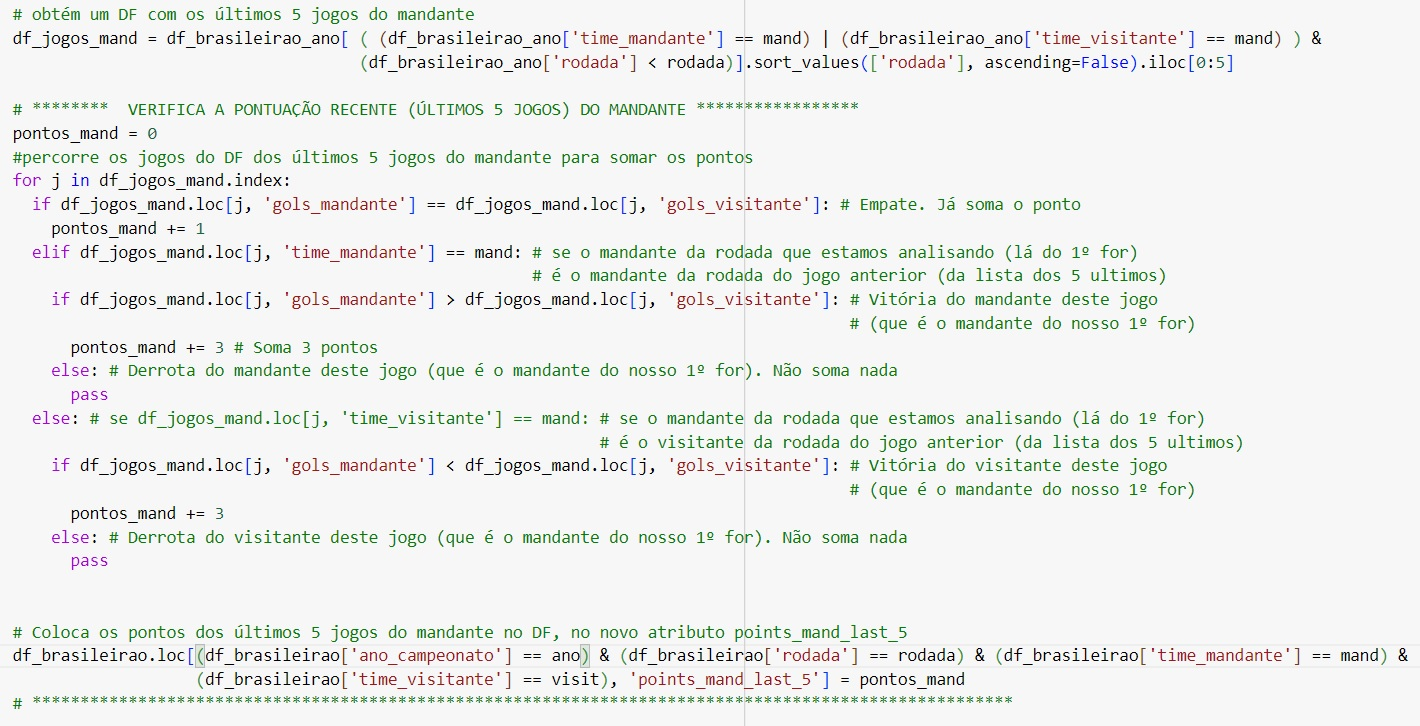 # obtém um DF com os últimos 5 jogos do mandante
df_jogos_mand = df_brasileirao_ano[ ( (df_brasileirao_ano['time_mandante'] == mand) | (df_brasileirao_ano['time_visitante'] == mand) ) &
(df_brasileirao_ano['rodada'] < rodada)].sort_values(['rodada'], ascending=False).iloc[0:5]
# ******** VERIFICA A PONTUAÇÃO RECENTE (ÚLTIMOS 5 JOGOS) DO MANDANTE *****************
pontos_mand = 0
#percorre os jogos do DF dos últimos 5 jogos do mandante para somar os pontos
for j in df_jogos_mand.index:
if df_jogos_mand.loc[j, 'gols_mandante'] == df_jogos_mand.loc[j, 'gols_visitante']: # Empate. Já soma o ponto
pontos_mand += 1
elif df_jogos_mand.loc[j, 'time_mandante'] == mand: # se o mandante da rodada que estamos analisando (lá do 1º for)
# é o mandante da rodada do jogo anterior (da lista dos 5 ultimos)
if df_jogos_mand.loc[j, 'gols_mandante'] > df_jogos_mand.loc[j, 'gols_visitante']: # Vitória do mandante deste jogo
# (que é o mandante do nosso 1º for)
pontos_mand += 3 # Soma 3 pontos
else: # Derrota do mandante deste jogo (que é o mandante do nosso 1º for). Não soma nada
pass
else: # se df_jogos_mand.loc[j, 'time_visitante'] == mand: # se o mandante da rodada que estamos analisando (lá do 1º for)
# é o visitante da rodada do jogo anterior (da lista dos 5 ultimos)
if df_jogos_mand.loc[j, 'gols_mandante'] < df_jogos_mand.loc[j, 'gols_visitante']: # Vitória do visitante deste jogo
# (que é o mandante do nosso 1º for)
pontos_mand += 3
else: # Derrota do visitante deste jogo (que é o mandante do nosso 1º for). Não soma nada
pass
# Coloca os pontos dos últimos 5 jogos do mandante no DF, no novo atributo points_mand_last_5
df_brasileirao.loc[(df_brasileirao['ano_campeonato'] == ano) & (df_brasileirao['rodada'] == rodada) & (df_brasileirao['time_mandante'] == mand) &
(df_brasileirao['time_visitante'] == visit), 'points_mand_last_5'] = pontos_mand
# ******************************************************************************************************